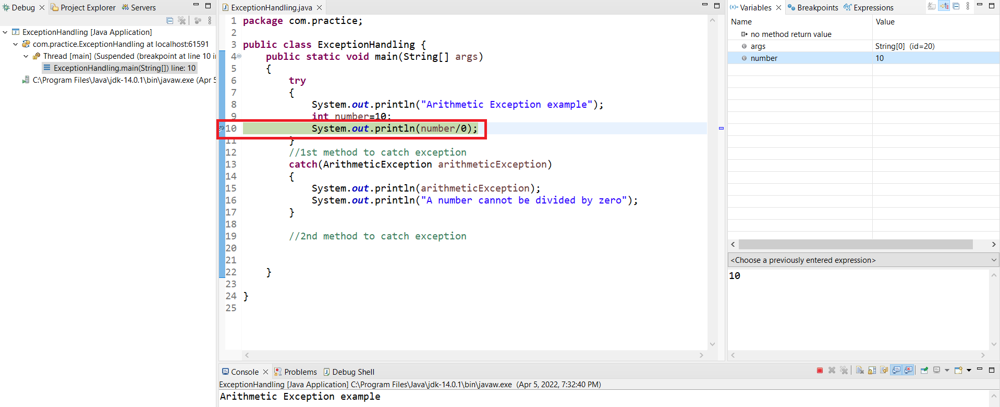 Debug
Project Explorer
Servers
ExceptionHandling [Java Application]
com.practice.ExceptionHandling at localhost:61591
Thread [main] (Suspended (breakpoint at line 10 in
ExceptionHandling.main(String[]) line: 10
C:\Program Files\Java\jdk-14.0.1\bin\javaw.exe (Apr 5
ExceptionHandling.java
1 package com.practice;
2
3 public class ExceptionHandling {
4 public static void main(String[] args)
5 {
6 try
7 {
8 System.out.println("Arithmetic Exception example");
9 int number=10;
10 System.out.println(number/0);
11 }
12 //1st method to catch exception
13 catch(ArithmeticException arithmeticException)
14 {
15 System.out.println(arithmeticException);
16 System.out.println("A number cannot be divided by zero");
17 }
18
19 //2nd method to catch exception
20
21
22 }
23
24 }
25
(x)= Variables
Breakpoints
Expressions
Name Value
no method return value
args String[0] (id=20)
number 10
<Choose a previously entered expression>
10
Console
Problems
Debug Shell
ExceptionHandling [Java Application] C:\Program Files\Java\jdk-14.0.1\bin\javaw.exe (Apr 5, 2022, 7:32:40 PM)
Arithmetic Exception example